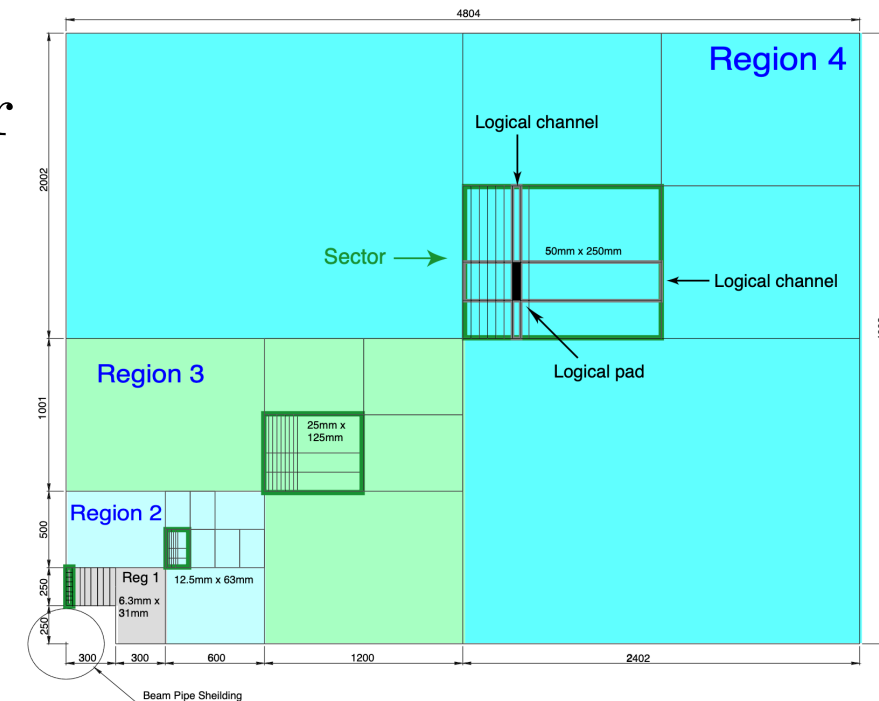 4804
r
Region 4
Logical channel
2002
Sector
50mm x 250mm
Logical channel
Logical pad
Region 3
1001
25mm x
125mm
Region 2
500
Reg 1
12.5mm x 63mm
250
6.3mm x
31mm
250
300
300
600
1200
2402
Beam Pipe Sheilding